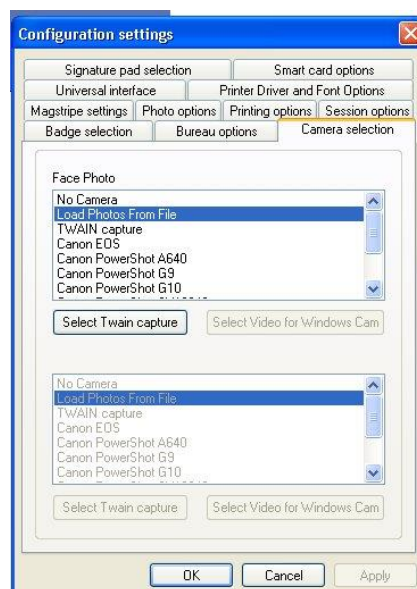 Configuration settings
Signature pad selection Smart card options
Universal interface Printer Driver and Font Options
Magstripe settings Photo options Printing options Session options
Badge selection Bureau options Camera selection
Face Photo
No Camera
Load Photos From File
TWAIN capture
Canon EOS
Canon PowerShot A640
Canon PowerShot G9
Canon PowerShot G10
Select Twain capture Select Video for Windows Cam
No Camera
Load Photos From File
TWAIN capture
Canon EOS
Canon PowerShot A640
Canon PowerShot G9
Canon PowerShot G10
Select Twain capture Select Video for Windows Cam
OK Cancel Apply